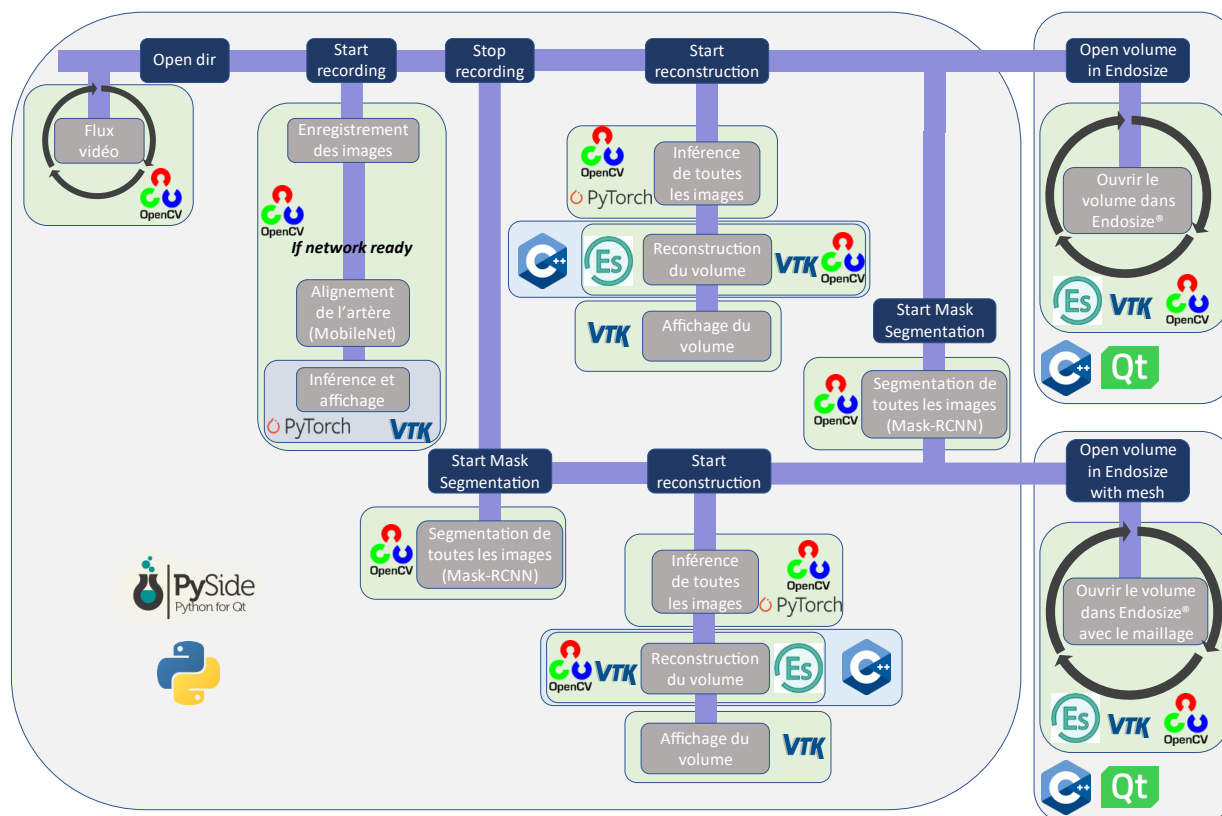 Open dir
Start
recording
Stop
recording
Start
reconstruction
Open volume
in Endosize
Flux
vidéo
OpenCV
Enregistrement
des images
OpenCV
If network ready
Alignement
de l'artère
(MobileNet)
Inférence et
affichage
PyTorch
VTK
OpenCV
PyTorch
Inférence
de toutes
les images
C++
Es
Reconstruction
du volume
VTK
OpenCV
VTK
Affichage du
volume
Start Mask
Segmentation
OpenCV
Segmentation de
toutes les images
(Mask-RCNN)
Ouvrir le
volume dans
Endosize®
Es
VTK
OpenCV
C++
Qt
Start Mask
Segmentation
Start
reconstruction
Open volume
in Endosize
with mesh
OpenCV
Segmentation de
toutes les images
(Mask-RCNN)
Inférence
de toutes
les images
OpenCV
PyTorch
OpenCV
VTK
Reconstruction
du volume
Es
C++
Affichage du
volume
VTK
Ouvrir le volume
dans Endosize®
avec le maillage
Es
VTK
OpenCV
C++
Qt
PySide
Python for Qt